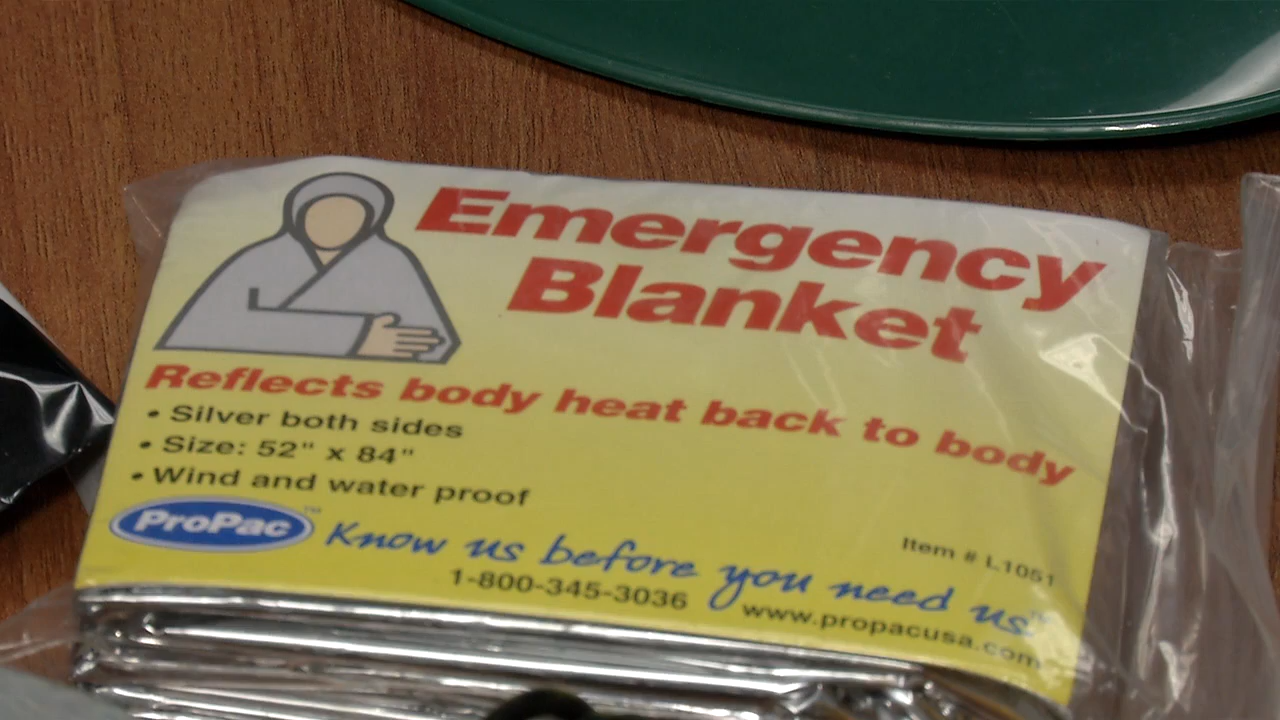 Emergency
Blanket
Reflects body heat back to body
• Silver both sides
• Size: 52" x 84"
• Wind and water proof
Item # L1051
ProPac™ Know us before you need us!
1-800-345-3036 www.propacusa.com